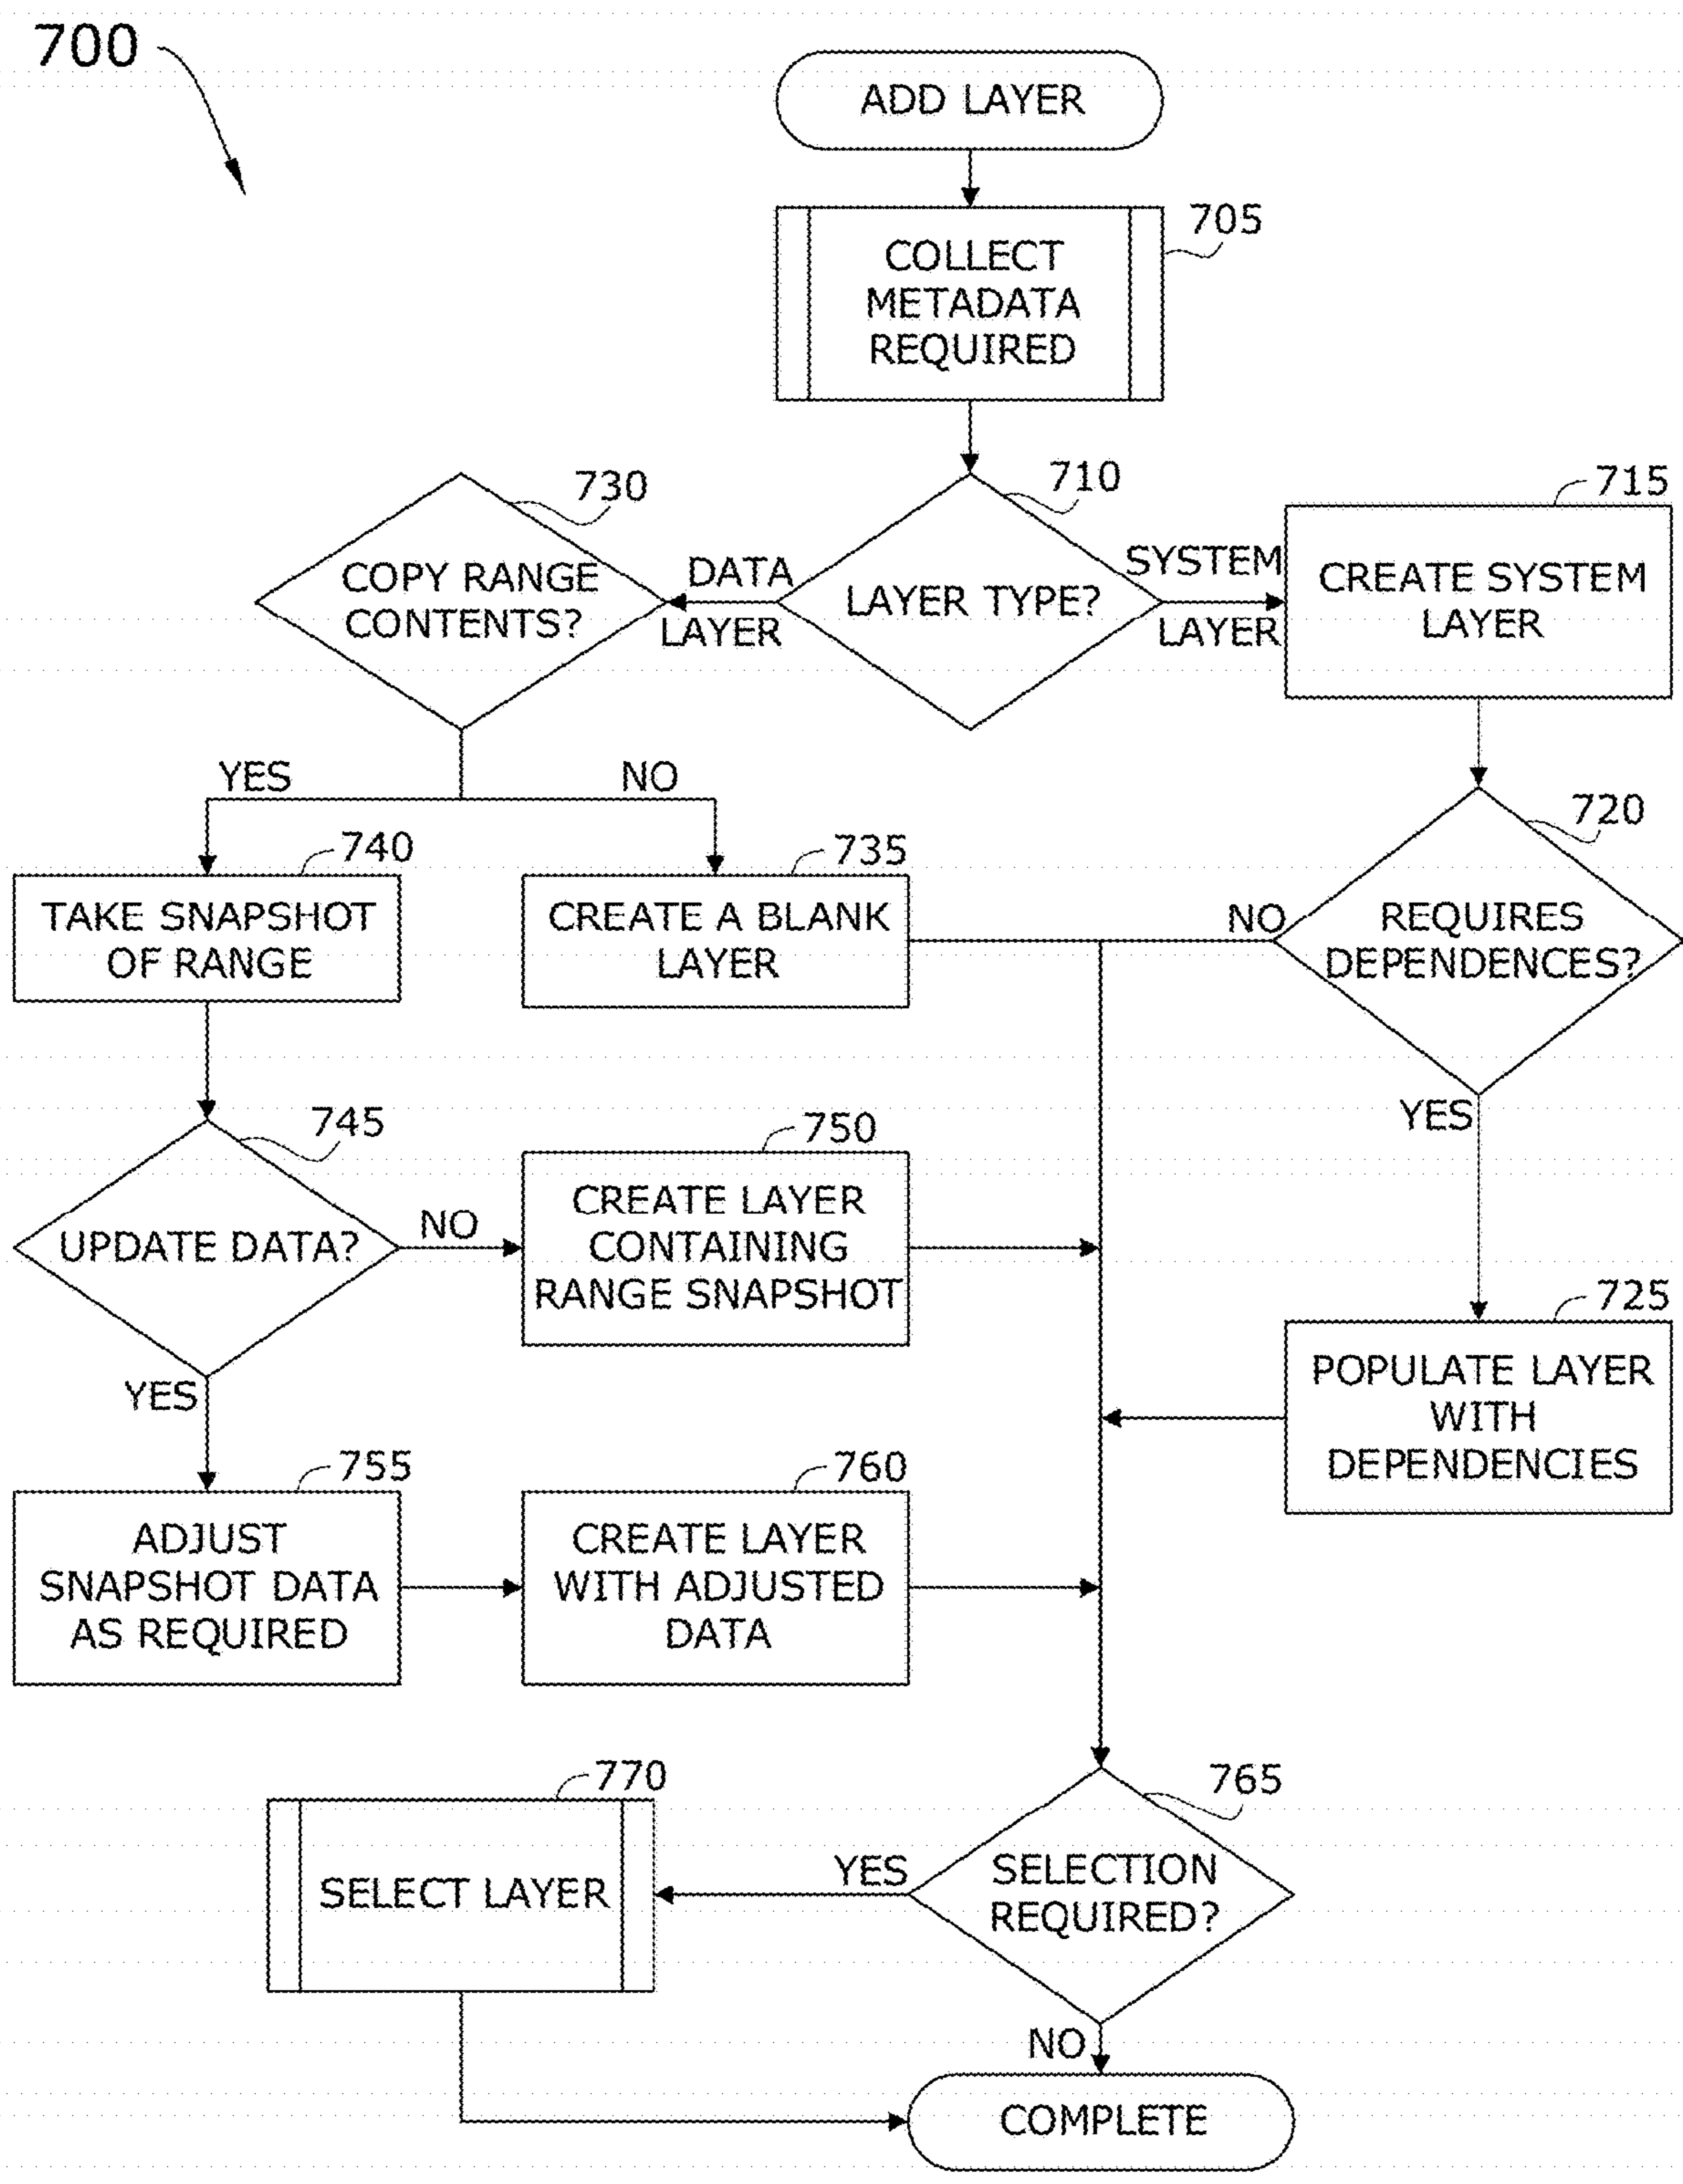 700
ADD LAYER
705
COLLECT
METADATA
REQUIRED
710
LAYER TYPE?
DATA
LAYER
SYSTEM
LAYER
715
CREATE SYSTEM
LAYER
730
COPY RANGE
CONTENTS?
YES
NO
720
REQUIRES
DEPENDENCES?
NO
YES
740
TAKE SNAPSHOT
OF RANGE
735
CREATE A BLANK
LAYER
745
UPDATE DATA?
NO
YES
750
CREATE LAYER
CONTAINING
RANGE SNAPSHOT
725
POPULATE LAYER
WITH
DEPENDENCIES
755
ADJUST
SNAPSHOT DATA
AS REQUIRED
760
CREATE LAYER
WITH ADJUSTED
DATA
765
SELECTION
REQUIRED?
YES
NO
770
SELECT LAYER
COMPLETE